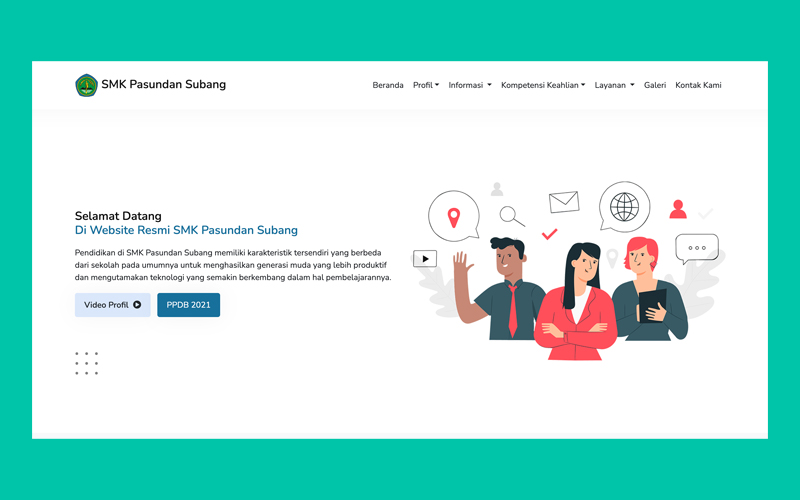 SMK Pasundan Subang
Beranda Profil Informasi Kompetensi Keahlian Layanan Galeri Kontak Kami
Selamat Datang
Di Website Resmi SMK Pasundan Subang
Pendidikan di SMK Pasundan Subang memiliki karakteristik tersendiri yang berbeda
dari sekolah pada umumnya untuk menghasilkan generasi muda yang lebih produktif
dan mengutamakan teknologi yang semakin berkembang dalam hal pembelajarannya.
Video Profil PPDB 2021